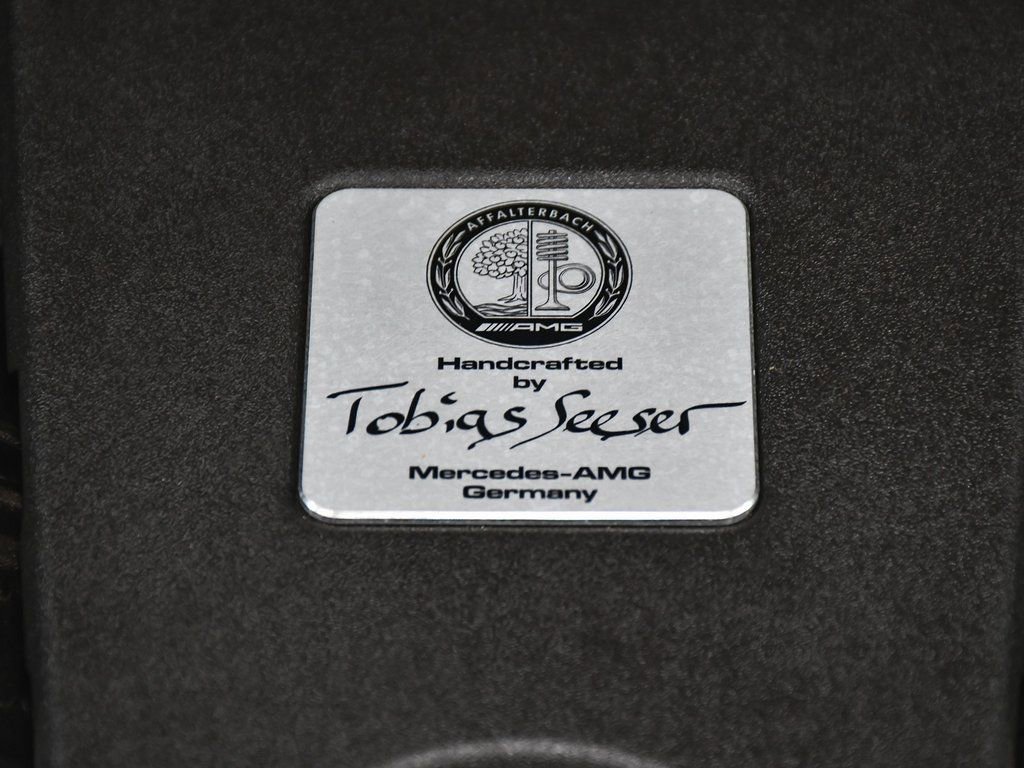 AFFALTERBACH
AMG
Handcrafted
by
Tobias Seeser
Mercedes-AMG
Germany